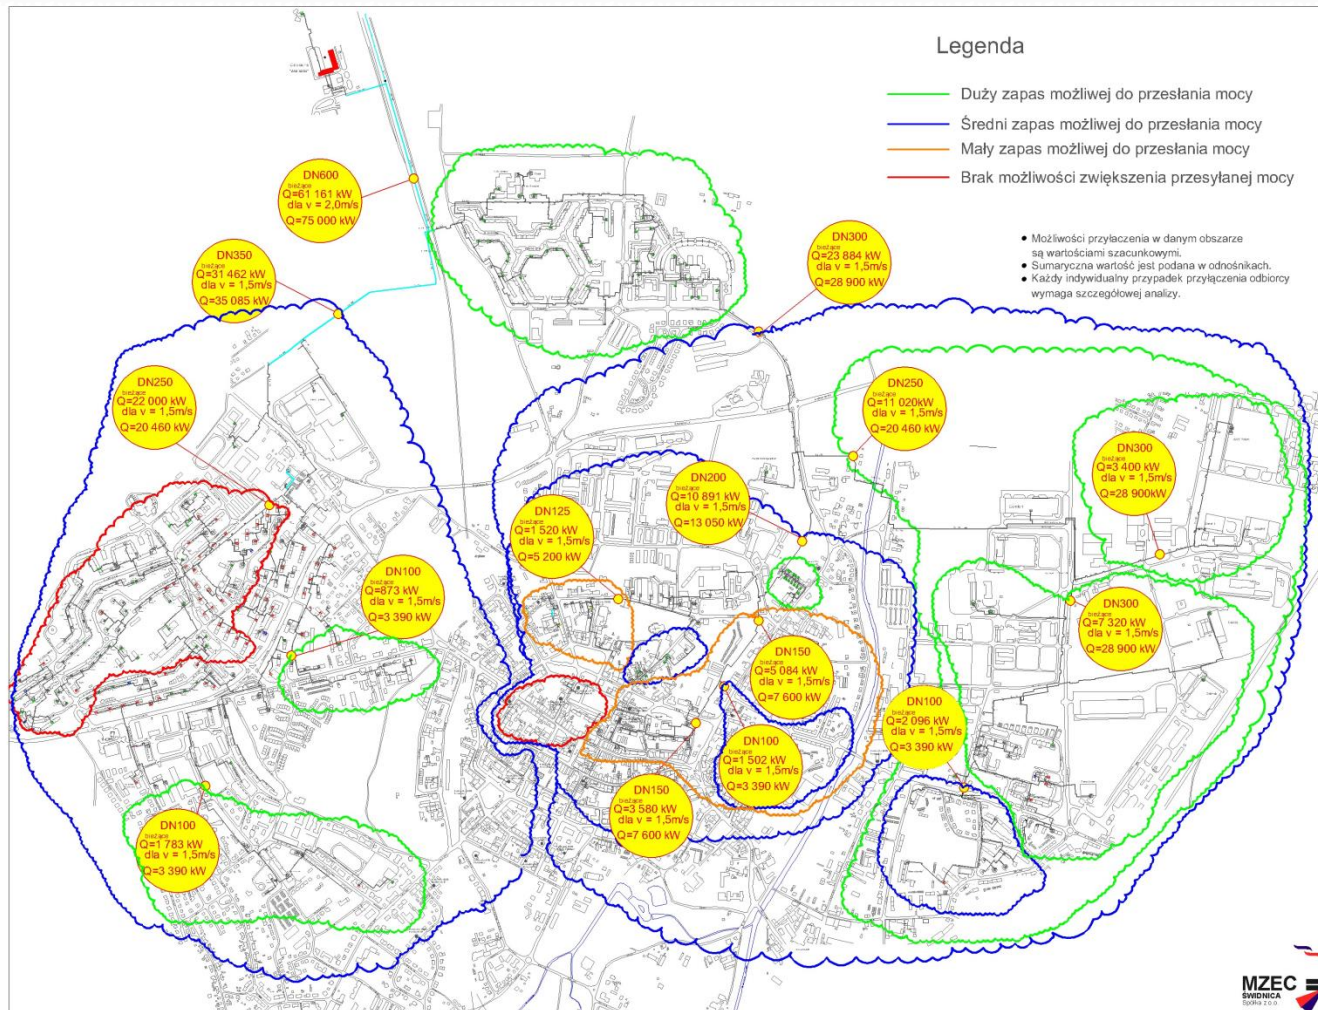 Legenda
Duży zapas możliwej do przesłania mocy
Średni zapas możliwej do przesłania mocy
Mały zapas możliwej do przesłania mocy
Brak możliwości zwiększenia przesyłanej mocy
• Możliwości przyłaczenia w danym obszarze
są wartościami szacunkowymi.
• Sumaryczna wartość jest podana w odnośnikach.
• Każdy indywidualny przypadek przyłączenia odbiorcy
wymaga szczegółowej analizy.
DN600
bieżące
Q=61 161 kW
dla v = 2,0m/s
Q=75 000 kW
DN350
bieżące
Q=31 462 kW
dla v = 1,5m/s
Q=35 085 kW
DN300
bieżące
Q=23 884 kW
dla v = 1,5m/s
Q=28 900 kW
DN250
bieżące
Q=22 000 kW
dla v = 1,5m/s
Q=20 460 kW
DN250
bieżące
Q=11 020kW
dla v = 1,5m/s
Q=20 460 kW
DN300
bieżące
Q=3 400 kW
dla v = 1,5m/s
Q=28 900kW
DN200
bieżące
Q=10 891 kW
dla v = 1,5m/s
Q=13 050 kW
DN125
bieżące
Q=1 520 kW
dla v = 1,5m/s
Q=5 200 kW
DN100
bieżące
Q=873 kW
dla v = 1,5m/s
Q=3 390 kW
DN300
bieżące
Q=7 320 kW
dla v = 1,5m/s
Q=28 900 kW
DN150
bieżące
Q=5 084 kW
dla v = 1,5m/s
Q=7 600 kW
DN100
bieżące
Q=2 096 kW
dla v = 1,5m/s
Q=3 390 kW
DN100
bieżące
Q=1 502 kW
dla v = 1,5m/s
Q=3 390 kW
DN150
bieżące
Q=3 580 kW
dla v = 1,5m/s
Q=7 600 kW
DN100
bieżące
Q=1 783 kW
dla v = 1,5m/s
Q=3 390 kW
MZEC
ŚWIDNICA
Spółka z o.o.